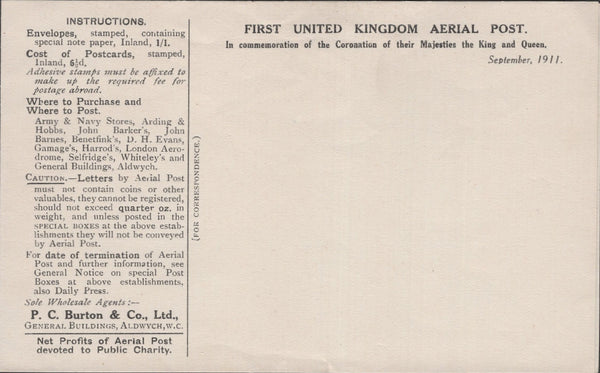 INSTRUCTIONS.
Envelopes, stamped, containing
special note paper, Inland, 1/1.
Cost of Postcards, stamped,
Inland, 6½d.
Adhesive stamps must be affixed to
make up the required fee for
postage abroad.
Where to Purchase and
Where to Post.
Army & Navy Stores, Arding &
Hobbs, John Barker's, John
Barnes, Benetfink's, D. H. Evans,
Gamage's, Harrod's, London Aero-
drome, Selfridge's, Whiteley's and
General Buildings, Aldwych.
CAUTION.—Letters by Aerial Post
must not contain coins or other
valuables, they cannot be registered,
should not exceed quarter oz. in
weight, and unless posted in the
SPECIAL BOXES at the above estab-
lishments they will not be conveyed
by Aerial Post.
For date of termination of Aerial
Post and further information, see
General Notice on special Post
Boxes at above establishments,
also Daily Press.
Sole Wholesale Agents:—
P. C. Burton & Co., Ltd.,
GENERAL BUILDINGS, ALDWYCH, W.C.
Net Profits of Aerial Post
devoted to Public Charity.
(FOR CORRESPONDENCE.)
FIRST UNITED KINGDOM AERIAL POST.
In commemoration of the Coronation of their Majesties the King and Queen.
September, 1911.